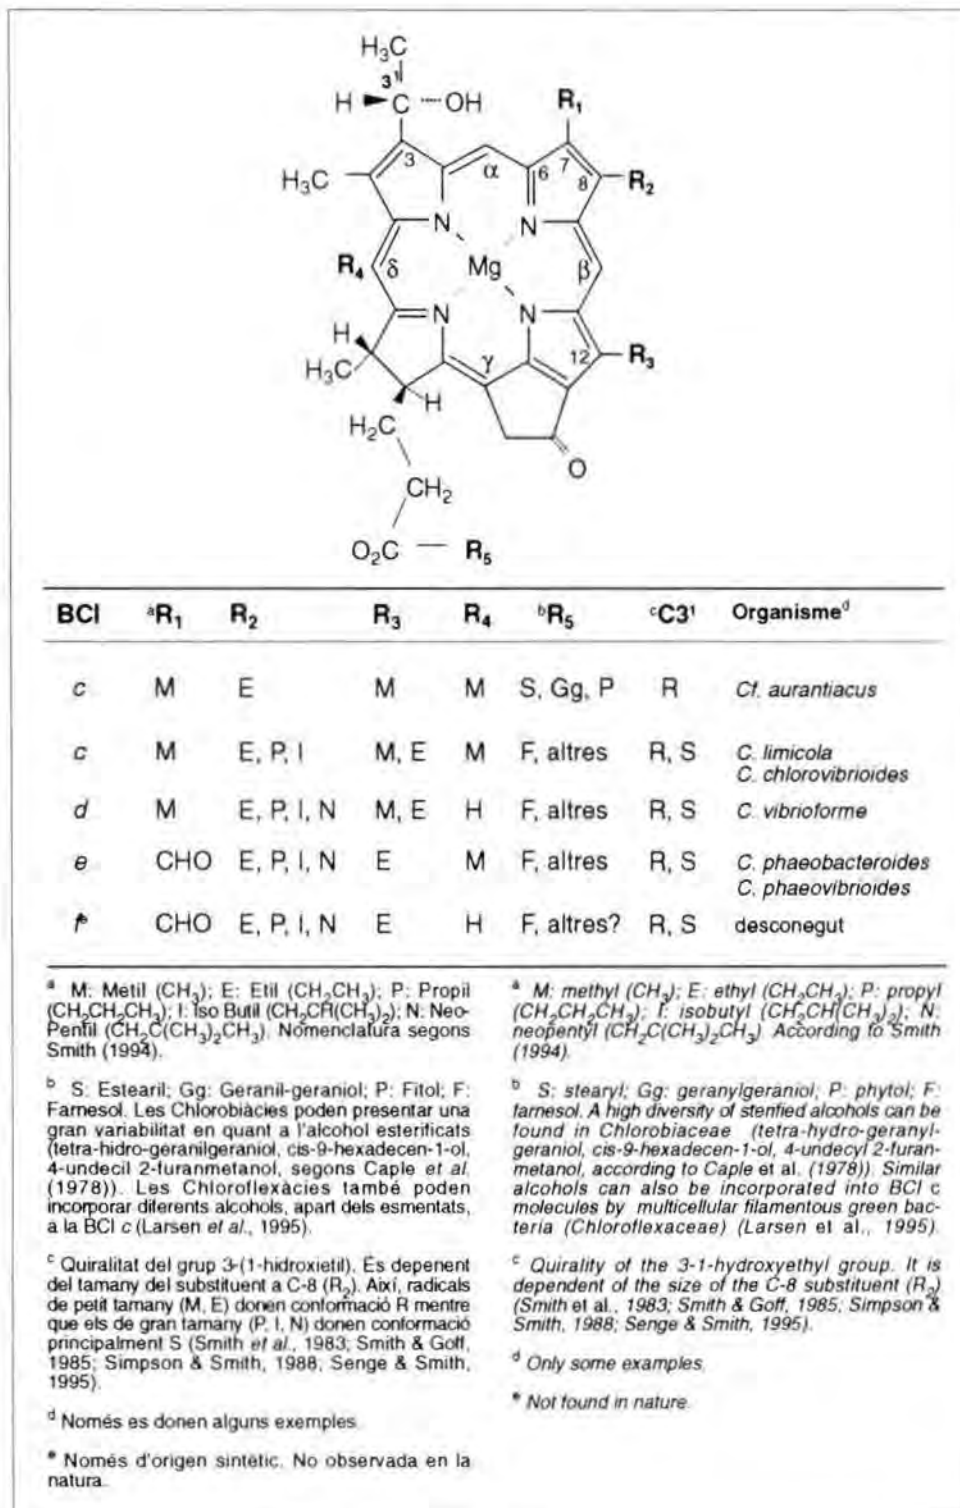 H₃C
3¹
H C OH
R₁
3 α 6 7 8
H₃C
R₂
N N
R₄ δ Mg β
N N
H
12 R₃
H₃C
γ
H
H₂C
O
CH₂
O₂C — R₅
BCl ᵃR₁ R₂ R₃ R₄ ᵇR₅ ᶜC3¹ Organismeᵈ
c M E M M S, Gg, P R Cf. aurantiacus
c M E, P, I M, E M F, altres R, S C. limicola
C. chlorovibrioides
d M E, P, I, N M, E H F, altres R, S C. vibrioforme
e CHO E, P, I, N E M F, altres R, S C. phaeobacteroides
C. phaeovibrioides
fᵉ CHO E, P, I, N E H F, altres? R, S desconegut
ᵃ M: Metil (CH₃); E: Etil (CH₂CH₃); P: Propil
(CH₂CH₂CH₃); I: Iso Butil (CH₂CH(CH₃)₂); N: Neo-
Pentil (CH₂C(CH₃)₂CH₃). Nomenclatura segons
Smith (1994).
ᵇ S: Estearil; Gg: Geranil-geraniol; P: Fitol; F:
Farnesol. Les Chlorobiàcies poden presentar una
gran variabilitat en quant a l'alcohol esterificats
(tetra-hidro-geranilgeraniol, cis-9-hexadecen-1-ol,
4-undecil 2-furanmetanol, segons Caple et al.
(1978)). Les Chloroflexàcies també poden
incorporar diferents alcohols, apart dels esmentats,
a la BCl c (Larsen et al., 1995).
ᶜ Quiralitat del grup 3-(1-hidroxietil). Es depenent
del tamany del substituent a C-8 (R₂). Així, radicals
de petit tamany (M, E) donen conformació R mentre
que els de gran tamany (P, I, N) donen conformació
principalment S (Smith et al., 1983; Smith & Goff,
1985; Simpson & Smith, 1988; Senge & Smith,
1995).
ᵈ Només es donen alguns exemples.
ᵉ Només d'origen sintètic. No observada en la
natura.
ᵃ M: methyl (CH₃); E: ethyl (CH₂CH₃); P: propyl
(CH₂CH₂CH₃); I: isobutyl (CH₂CH(CH₃)₂); N:
neopentyl (CH₂C(CH₃)₂CH₃) According to Smith
(1994).
ᵇ S: stearyl; Gg: geranylgeraniol; P: phytol; F:
farnesol. A high diversity of stenfied alcohols can be
found in Chlorobiaceae (tetra-hydro-geranyl-
geraniol, cis-9-hexadecen-1-ol, 4-undecyl 2-furan-
metanol, according to Caple et al. (1978)). Similar
alcohols can also be incorporated into BCl c
molecules by multicellular filamentous green bac-
teria (Chloroflexaceae) (Larsen et al., 1995).
ᶜ Quirality of the 3-1-hydroxyethyl group. It is
dependent of the size of the C-8 substituent (R₂)
(Smith et al., 1983; Smith & Goff, 1985; Simpson &
Smith, 1988; Senge & Smith, 1995).
ᵈ Only some examples.
ᵉ Not found in nature.